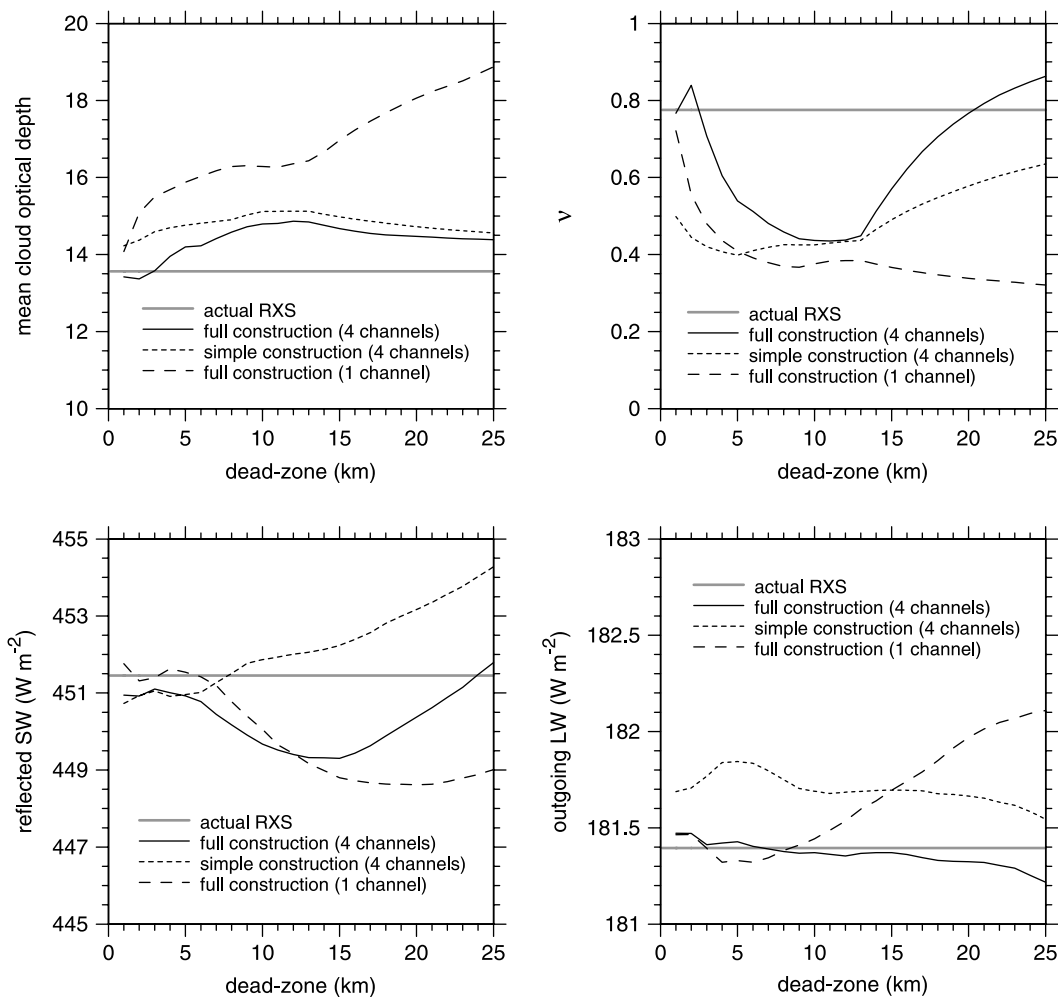 mean cloud optical depth
20
18
16
14
12
10
actual RXS
full construction (4 channels)
simple construction (4 channels)
full construction (1 channel)
0 5 10 15 20 25
dead-zone (km)
ν
1
0.8
0.6
0.4
0.2
0
actual RXS
full construction (4 channels)
simple construction (4 channels)
full construction (1 channel)
0 5 10 15 20 25
dead-zone (km)
reflected SW (W m⁻²)
455
453
451
449
447
445
actual RXS
full construction (4 channels)
simple construction (4 channels)
full construction (1 channel)
0 5 10 15 20 25
dead-zone (km)
outgoing LW (W m⁻²)
183
182.5
182
181.5
181
actual RXS
full construction (4 channels)
simple construction (4 channels)
full construction (1 channel)
0 5 10 15 20 25
dead-zone (km)